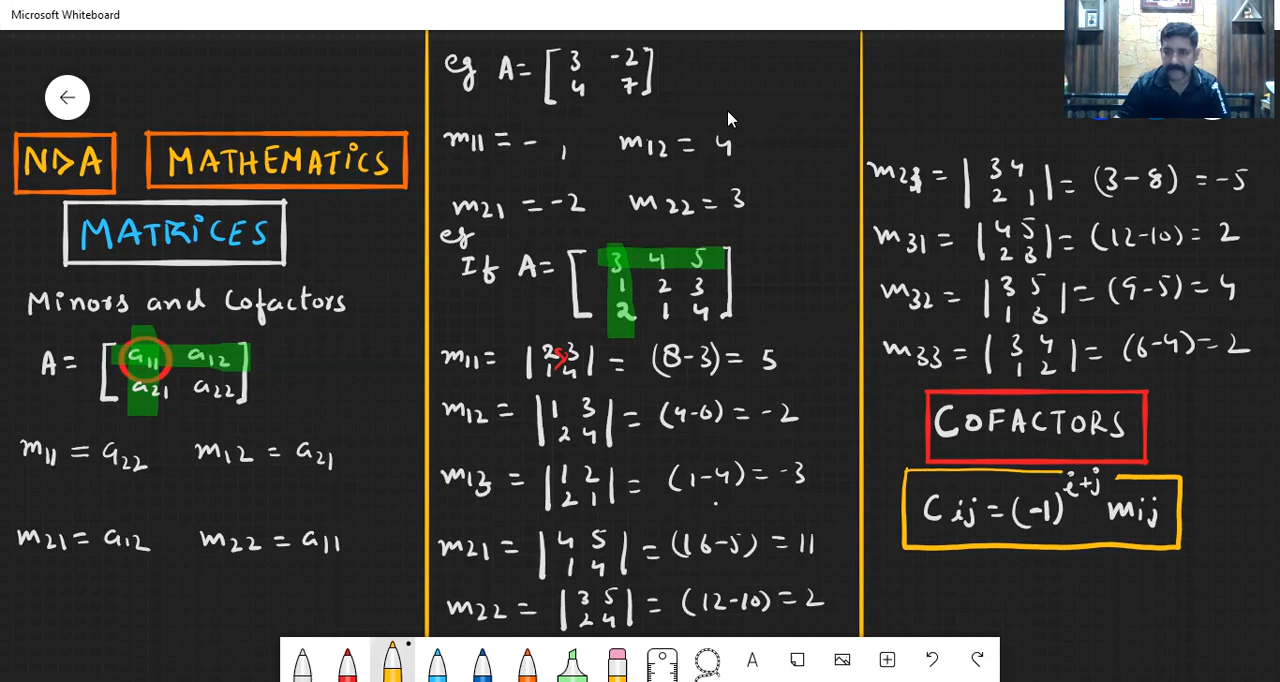 Microsoft Whiteboard
NDA MATHEMATICS
MATRICES
Minors and Cofactors
A = [ a11 a12
a21 a22 ]
m11 = a22 m12 = a21
m21 = a12 m22 = a11
eg A = [ 3 -2
4 7 ]
m11 = - , m12 = 4
m21 = -2 m22 = 3
eg
If A = [ 3 4 5
1 2 3
2 1 4 ]
m11 = | 2 3
1 4 | = (8-3) = 5
m12 = | 1 3
2 4 | = (4-6) = -2
m13 = | 1 2
2 1 | = (1-4) = -3
m21 = | 4 5
1 4 | = (16-5) = 11
m22 = | 3 5
2 4 | = (12-10) = 2
= | 3 4
2 1 | = (3-8) = -5
m31 = | 4 5
2 3 | = (12-10) = 2
m32 = | 3 5
1 3 | = (9-5) = 4
m33 = | 3 4
1 2 | = (6-4) = 2
COFACTORS
Cij = (-1)^i+j mij
A